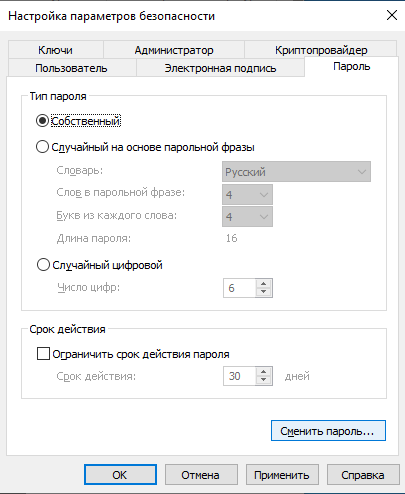 Настройка параметров безопасности
Ключи Администратор Криптопровайдер
Пользователь Электронная подпись Пароль
Тип пароля
Собственный
Случайный на основе парольной фразы
Словарь: Русский
Слов в парольной фразе: 4
Букв из каждого слова: 4
Длина пароля: 16
Случайный цифровой
Число цифр: 6
Срок действия
Ограничить срок действия пароля
Срок действия: 30 дней
Сменить пароль...
OK Отмена Применить Справка